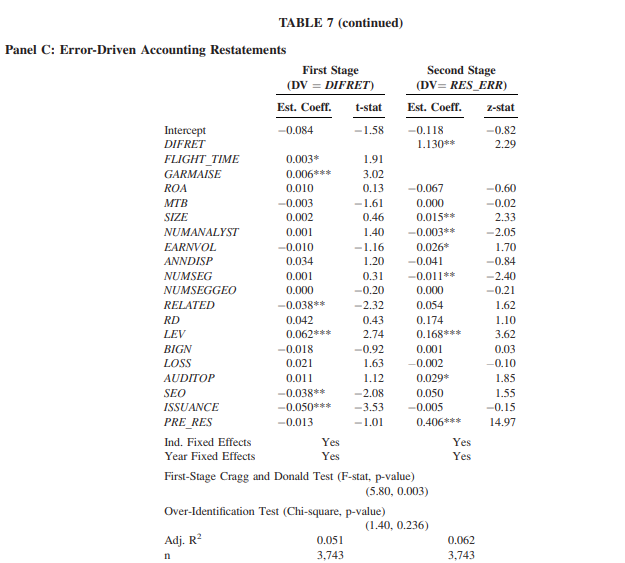 TABLE 7 (continued)
Panel C: Error-Driven Accounting Restatements
First Stage Second Stage
(DV = DIFRET) (DV= RES_ERR)
Est. Coeff. t-stat Est. Coeff. z-stat
Intercept −0.084 −1.58 −0.118 −0.82
DIFRET 1.130** 2.29
FLIGHT_TIME 0.003* 1.91
GARMAISE 0.006*** 3.02
ROA 0.010 0.13 −0.067 −0.60
MTB −0.003 −1.61 0.000 −0.02
SIZE 0.002 0.46 0.015** 2.33
NUMANALYST 0.001 1.40 −0.003** −2.05
EARNVOL −0.010 −1.16 0.026* 1.70
ANNDISP 0.034 1.20 −0.041 −0.84
NUMSEG 0.001 0.31 −0.011** −2.40
NUMSEGGEO 0.000 −0.20 0.000 −0.21
RELATED −0.038** −2.32 0.054 1.62
RD 0.042 0.43 0.174 1.10
LEV 0.062*** 2.74 0.168*** 3.62
BIGN −0.018 −0.92 0.001 0.03
LOSS 0.021 1.63 −0.002 −0.10
AUDITOP 0.011 1.12 0.029* 1.85
SEO −0.038** −2.08 0.050 1.55
ISSUANCE −0.050*** −3.53 −0.005 −0.15
PRE_RES −0.013 −1.01 0.406*** 14.97
Ind. Fixed Effects Yes Yes
Year Fixed Effects Yes Yes
First-Stage Cragg and Donald Test (F-stat, p-value)
(5.80, 0.003)
Over-Identification Test (Chi-square, p-value)
(1.40, 0.236)
Adj. R² 0.051 0.062
n 3,743 3,743